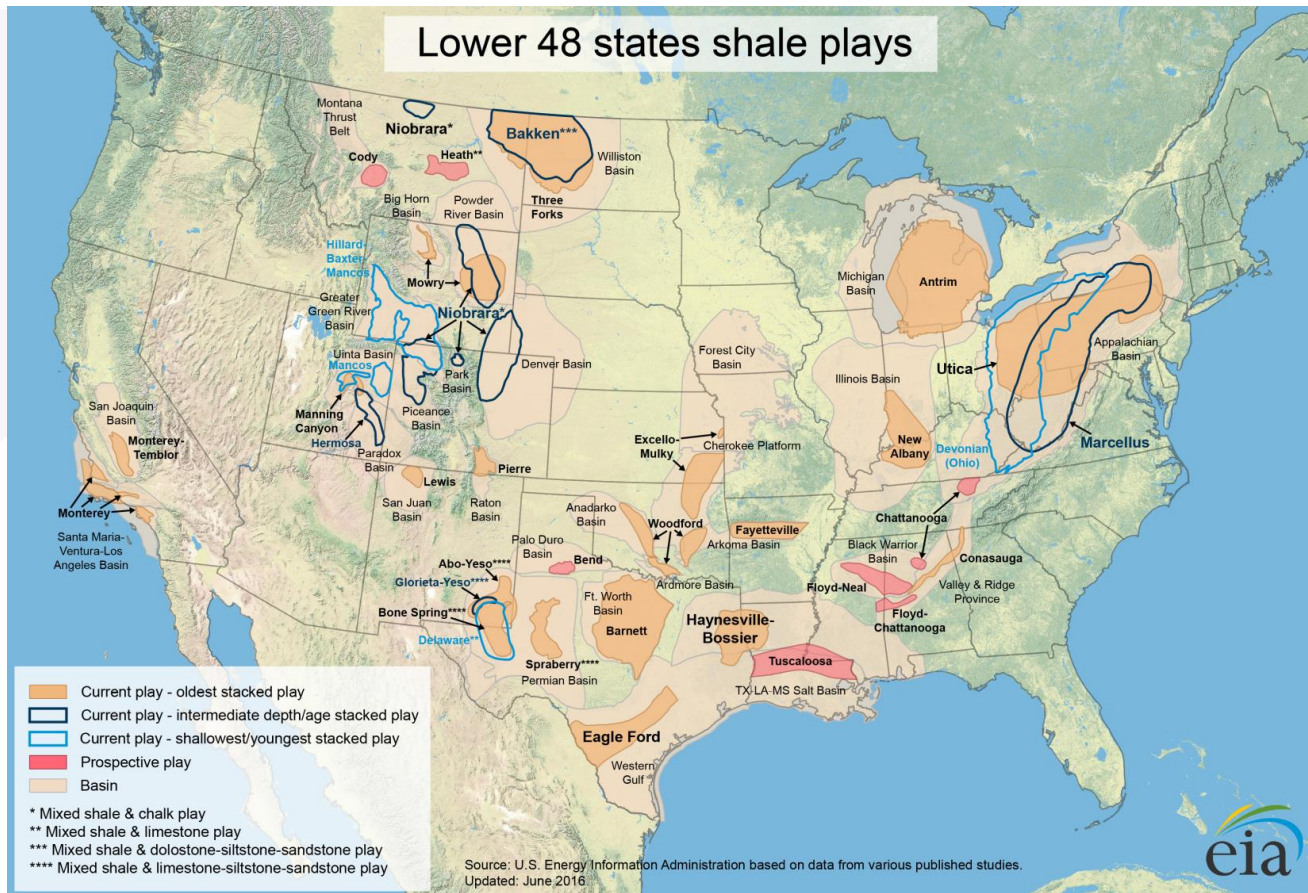 Lower 48 states shale plays
Montana
Thrust
Belt
Niobrara*
Bakken***
Cody
Heath**
Williston
Basin
Big Horn
Basin
Powder
River Basin
Three
Forks
Hillard-
Baxter-
Mancos
Mowry
Greater
Green River
Basin
Niobrara*
Michigan
Basin
Antrim
Uinta Basin
Mancos
Park
Basin
Denver Basin
Forest City
Basin
Illinois Basin
Utica
Appalachian
Basin
San Joaquin
Basin
Monterey-
Temblor
Manning
Canyon
Hermosa
Piceance
Basin
Paradox
Basin
Excello-
Mulky
Cherokee Platform
New
Albany
Devonian
(Ohio)
Marcellus
Monterey
Lewis
Pierre
San Juan
Basin
Raton
Basin
Anadarko
Basin
Woodford
Fayetteville
Arkoma Basin
Chattanooga
Santa Maria-
Ventura-Los
Angeles Basin
Palo Duro
Basin
Bend
Ardmore Basin
Black Warrior
Basin
Conasauga
Abo-Yeso****
Glorieta-Yeso****
Bone Spring****
Delaware**
Ft. Worth
Basin
Barnett
Haynesville-
Bossier
Floyd-Neal
Valley & Ridge
Province
Floyd-
Chattanooga
Spraberry****
Permian Basin
Tuscaloosa
TX-LA-MS Salt Basin
Eagle Ford
Western
Gulf
Current play - oldest stacked play
Current play - intermediate depth/age stacked play
Current play - shallowest/youngest stacked play
Prospective play
Basin
* Mixed shale & chalk play
** Mixed shale & limestone play
*** Mixed shale & dolostone-siltstone-sandstone play
**** Mixed shale & limestone-siltstone-sandstone play
Source: U.S. Energy Information Administration based on data from various published studies.
Updated: June 2016
eia